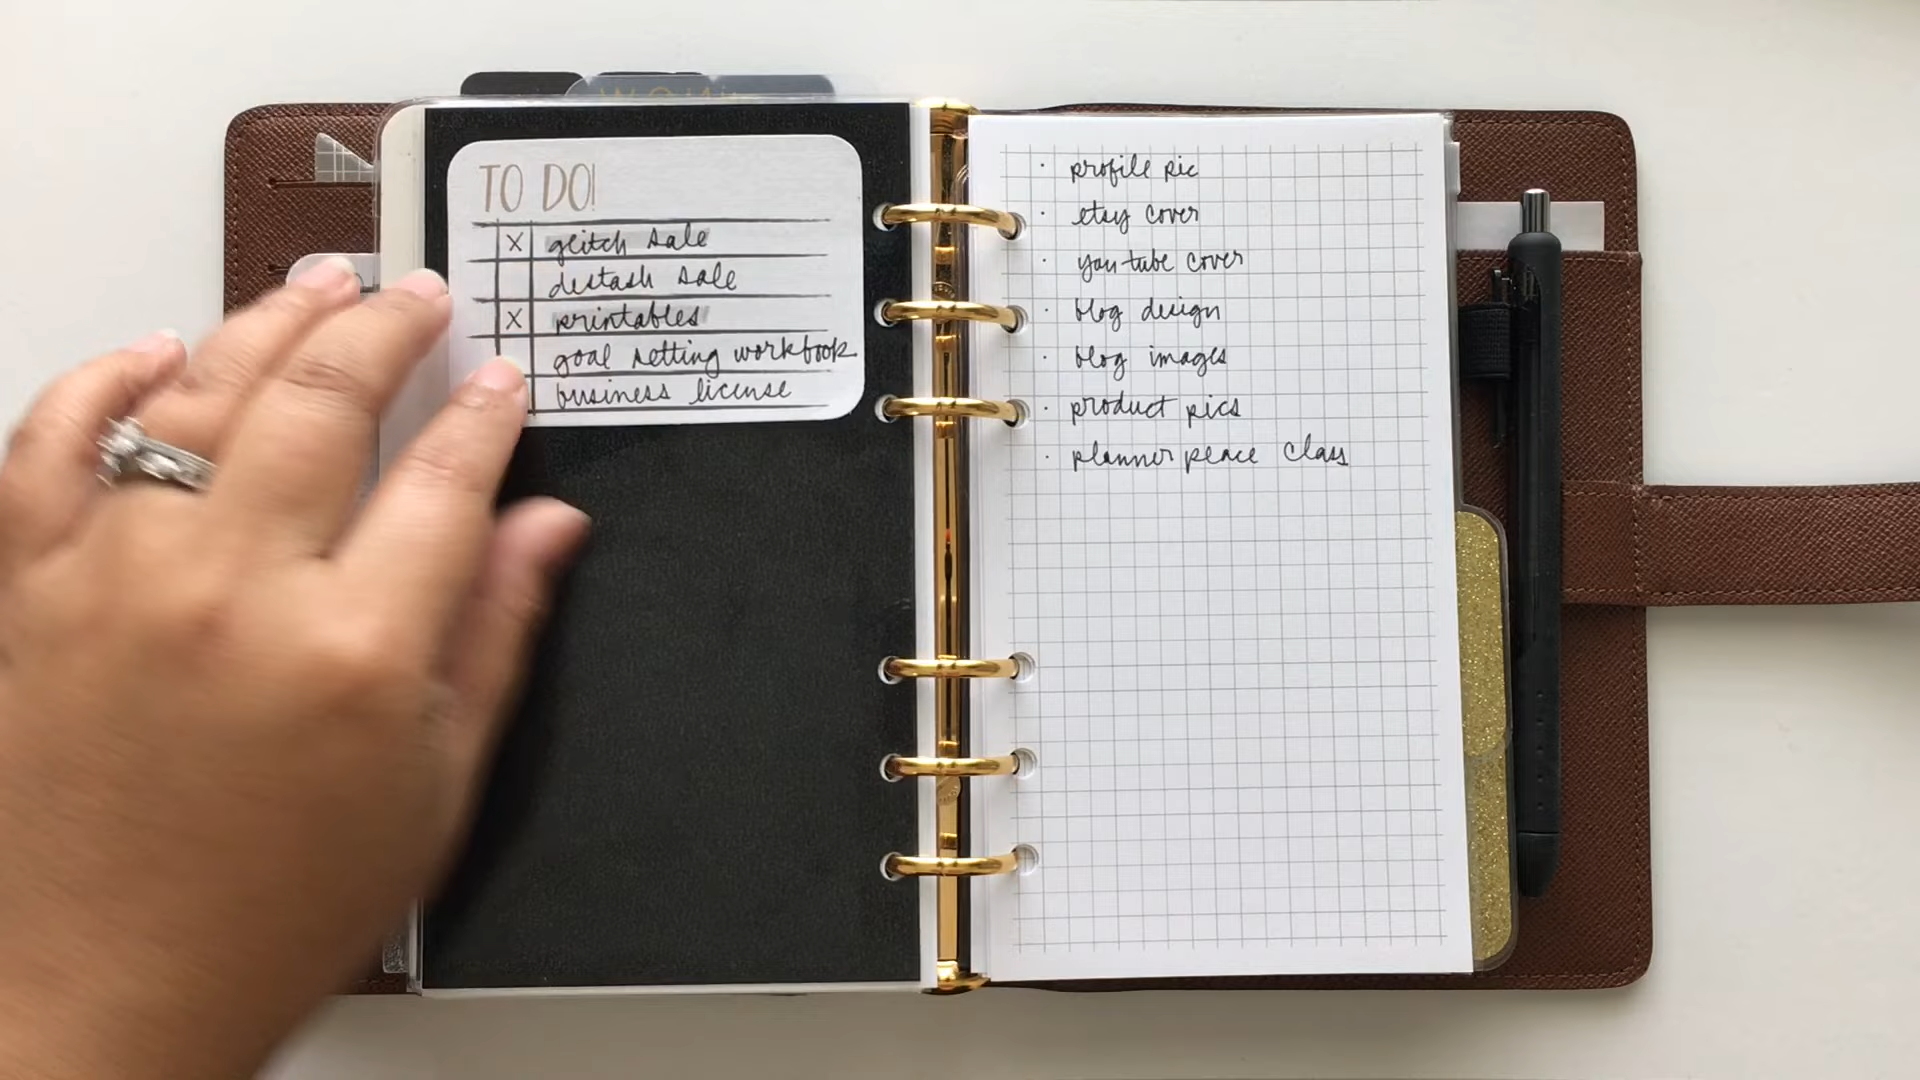 TO DO!
X glitch sale
destash sale
X printables
goal setting workbook
business license
· profile pic
· etsy cover
· youtube cover
· blog design
· blog images
· product pics
· planner peace class